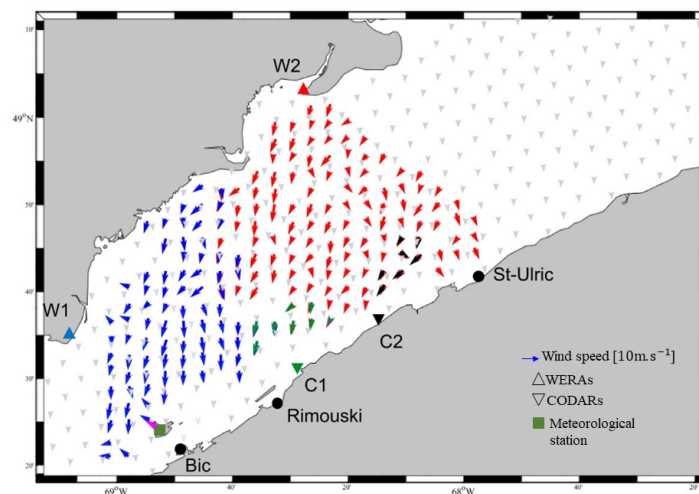 10'
W2
49°N
50'
40'
St-Ulric
W1
C2
Wind speed [10m.s⁻¹]
30'
C1
WERAs
CODARs
Rimouski
Meteorological
station
Bic
20'
69°W
40'
20'
68°W
40'
20'